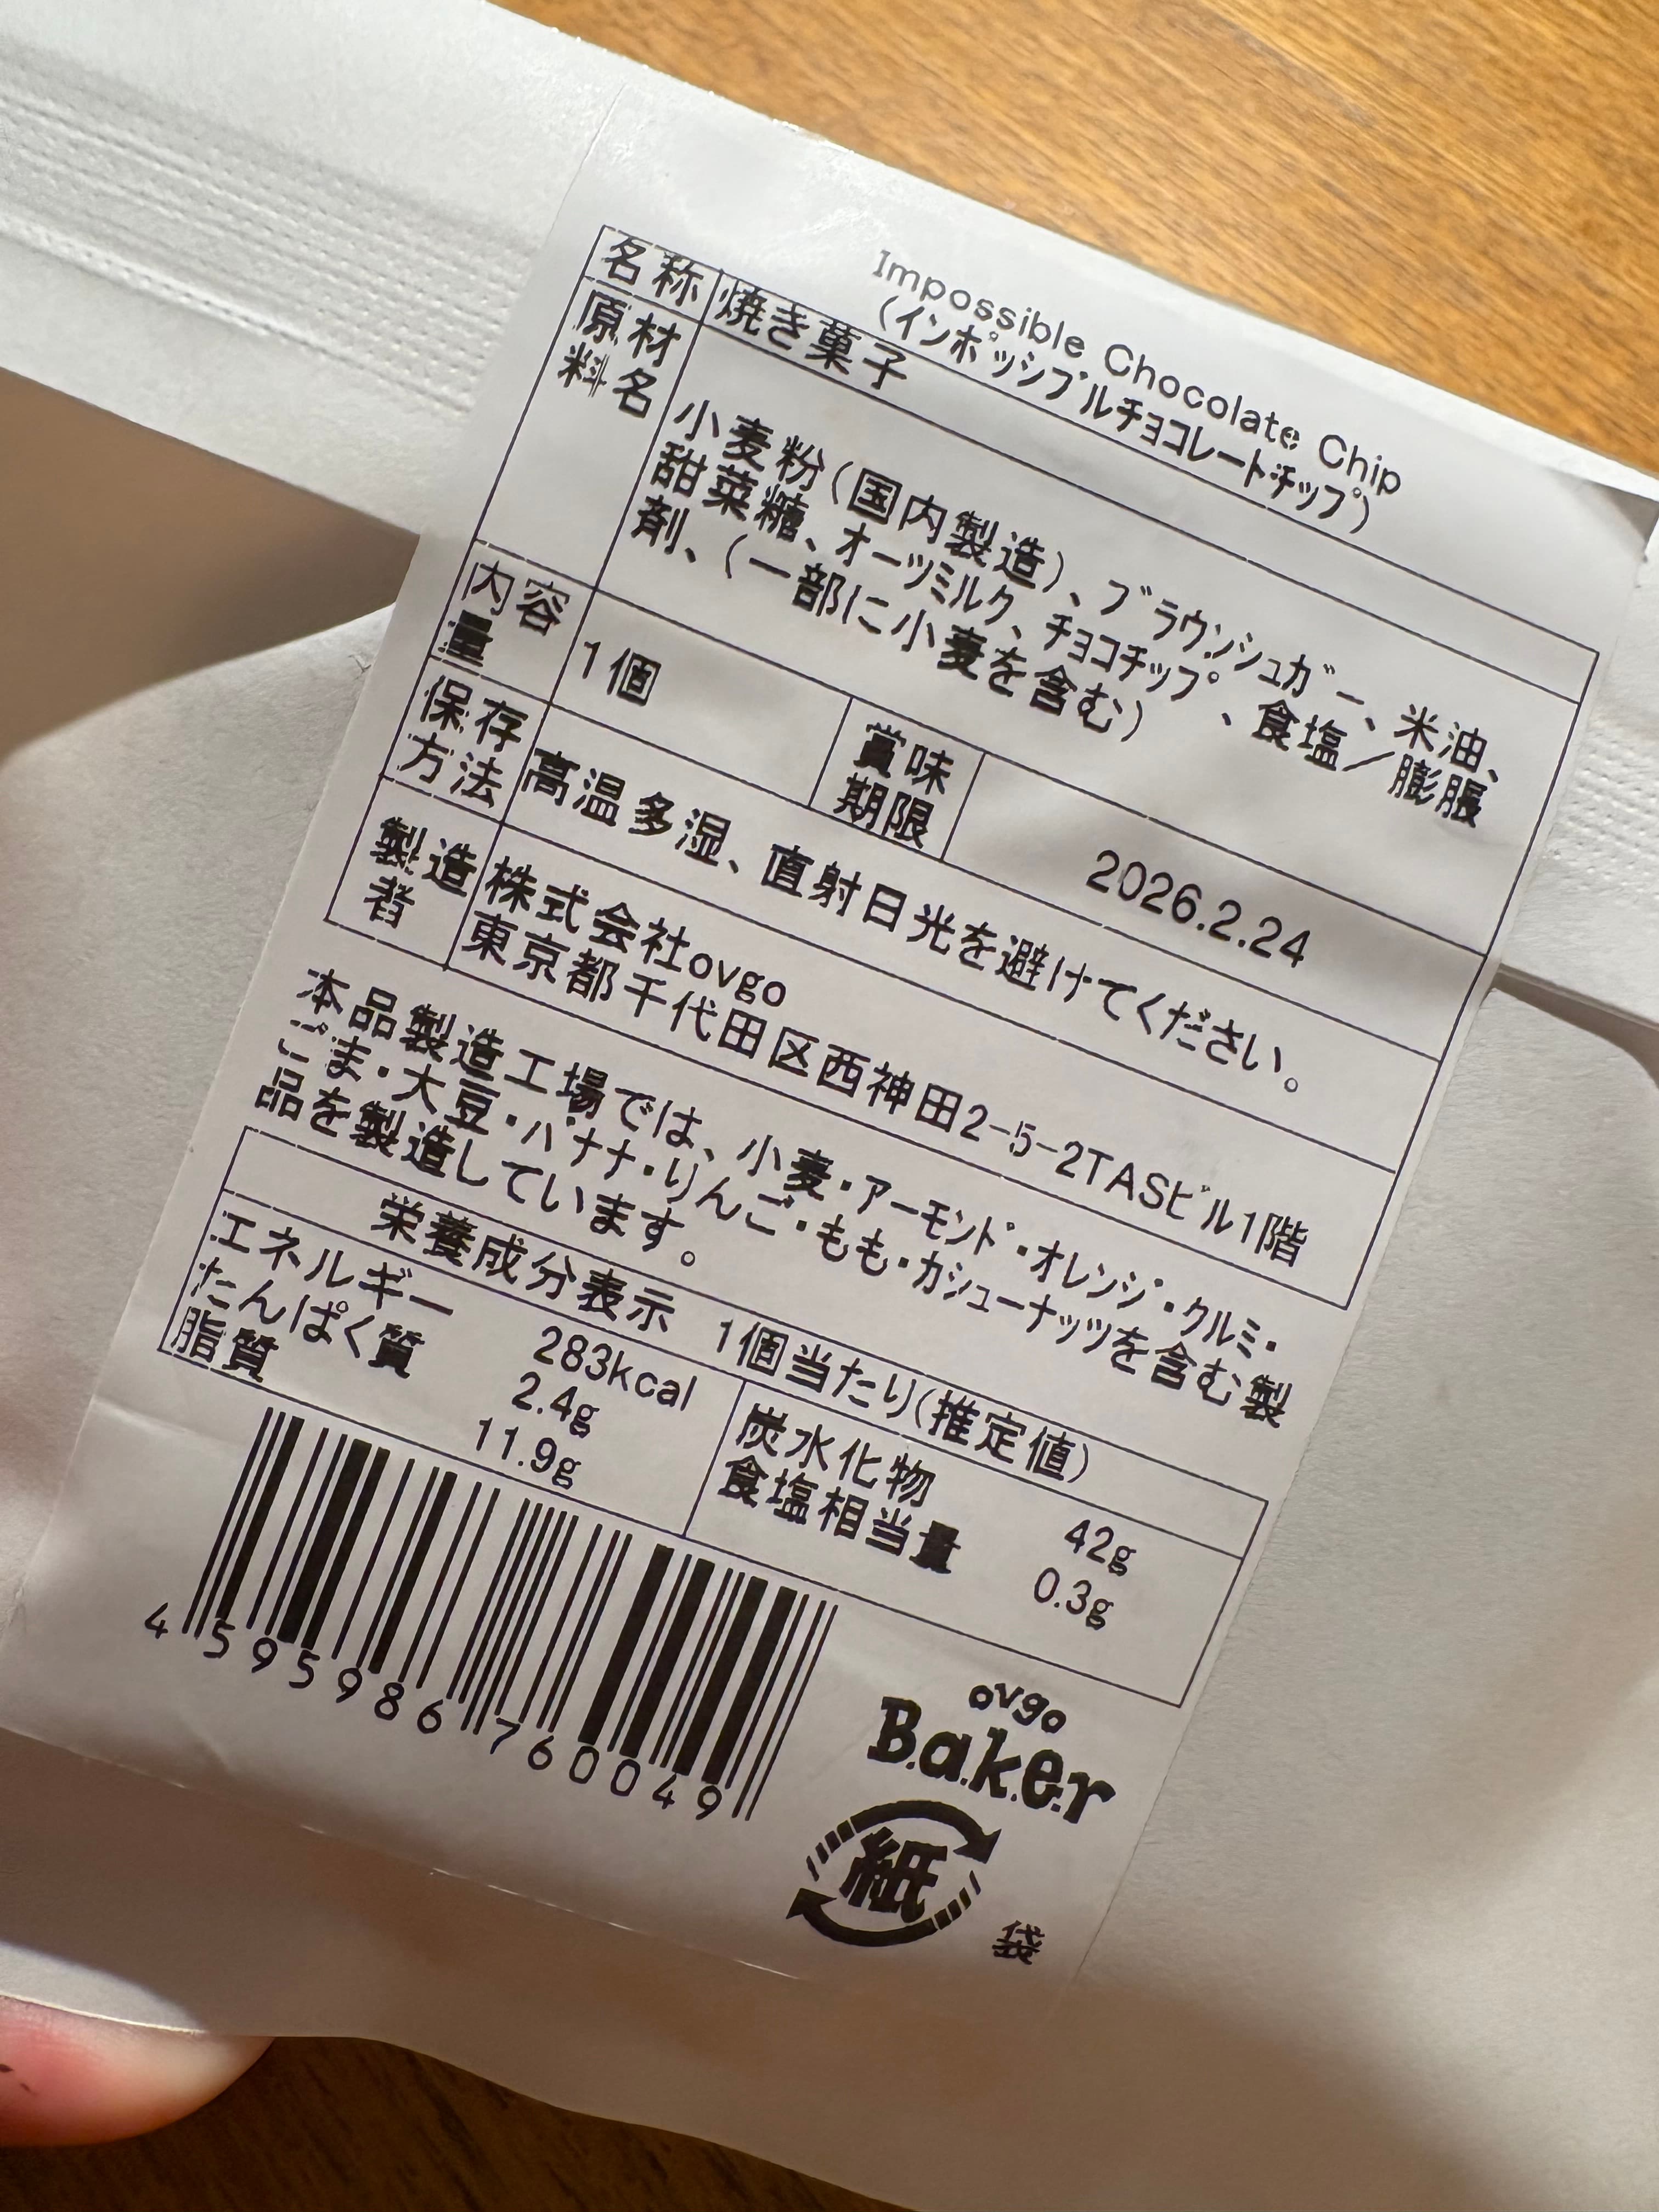 Impossible Chocolate Chip
(インポッシブルチョコレートチップ)
名称 焼き菓子
原材料名 小麦粉(国内製造)、ブラウンシュガー、米油、
甜菜糖、オーツミルク、チョコチップ、食塩/膨脹
剤、(一部に小麦を含む)
内容量 1個 賞味期限 2026.2.24
保存方法 高温多湿、直射日光を避けてください。
製造者 株式会社ovgo
東京都千代田区西神田2-5-2TASビル1階
本品製造工場では、小麦・アーモンド・オレンジ・クルミ・
ごま・大豆・バナナ・りんご・もも・カシューナッツを含む製
品を製造しています。
栄養成分表示 1個当たり(推定値)
エネルギー 283kcal 炭水化物 42g
たんぱく質 2.4g 食塩相当量 0.3g
脂質 11.9g
4595986760049
ovgo
B.a.k.e.r
紙
袋